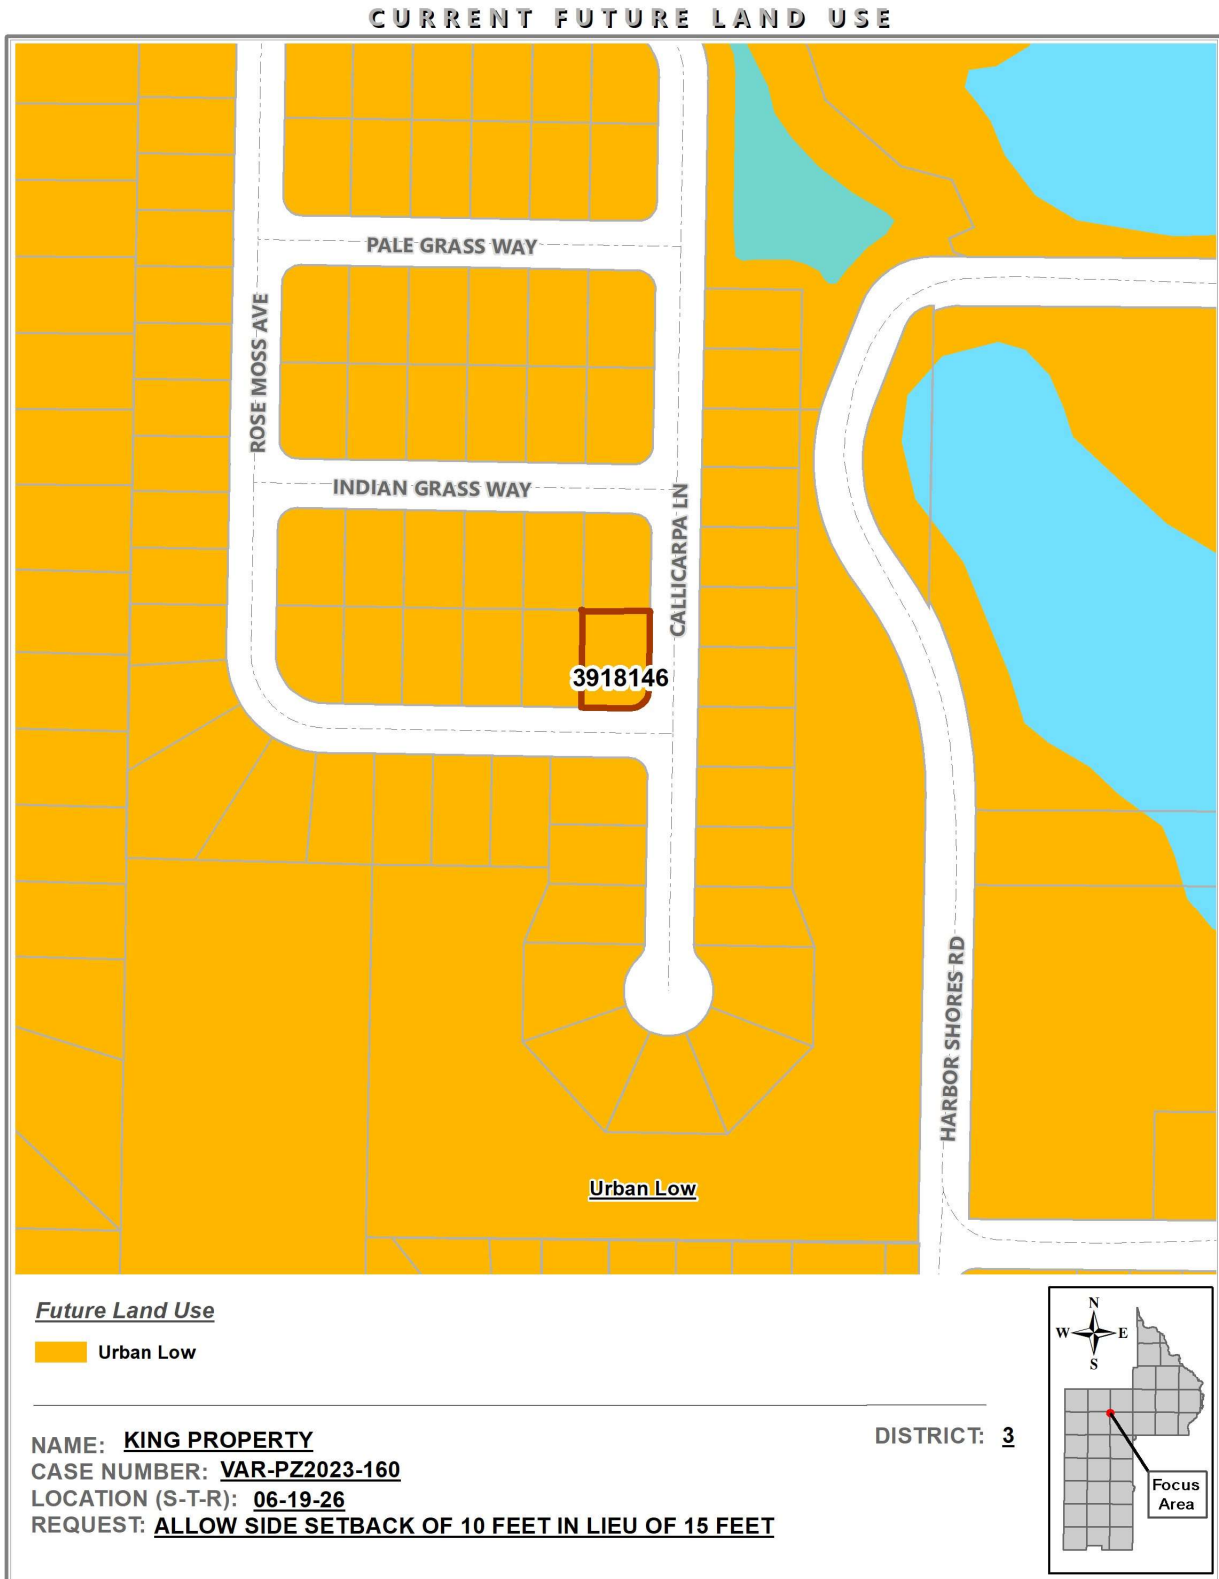 CURRENT FUTURE LAND USE
PALE GRASS WAY
ROSE MOSS AVE
INDIAN GRASS WAY
CALLICARPA LN
3918146
HARBOR SHORES RD
Urban Low
Future Land Use
Urban Low
N
W E
S
Focus
Area
NAME: KING PROPERTY
DISTRICT: 3
CASE NUMBER: VAR-PZ2023-160
LOCATION (S-T-R): 06-19-26
REQUEST: ALLOW SIDE SETBACK OF 10 FEET IN LIEU OF 15 FEET